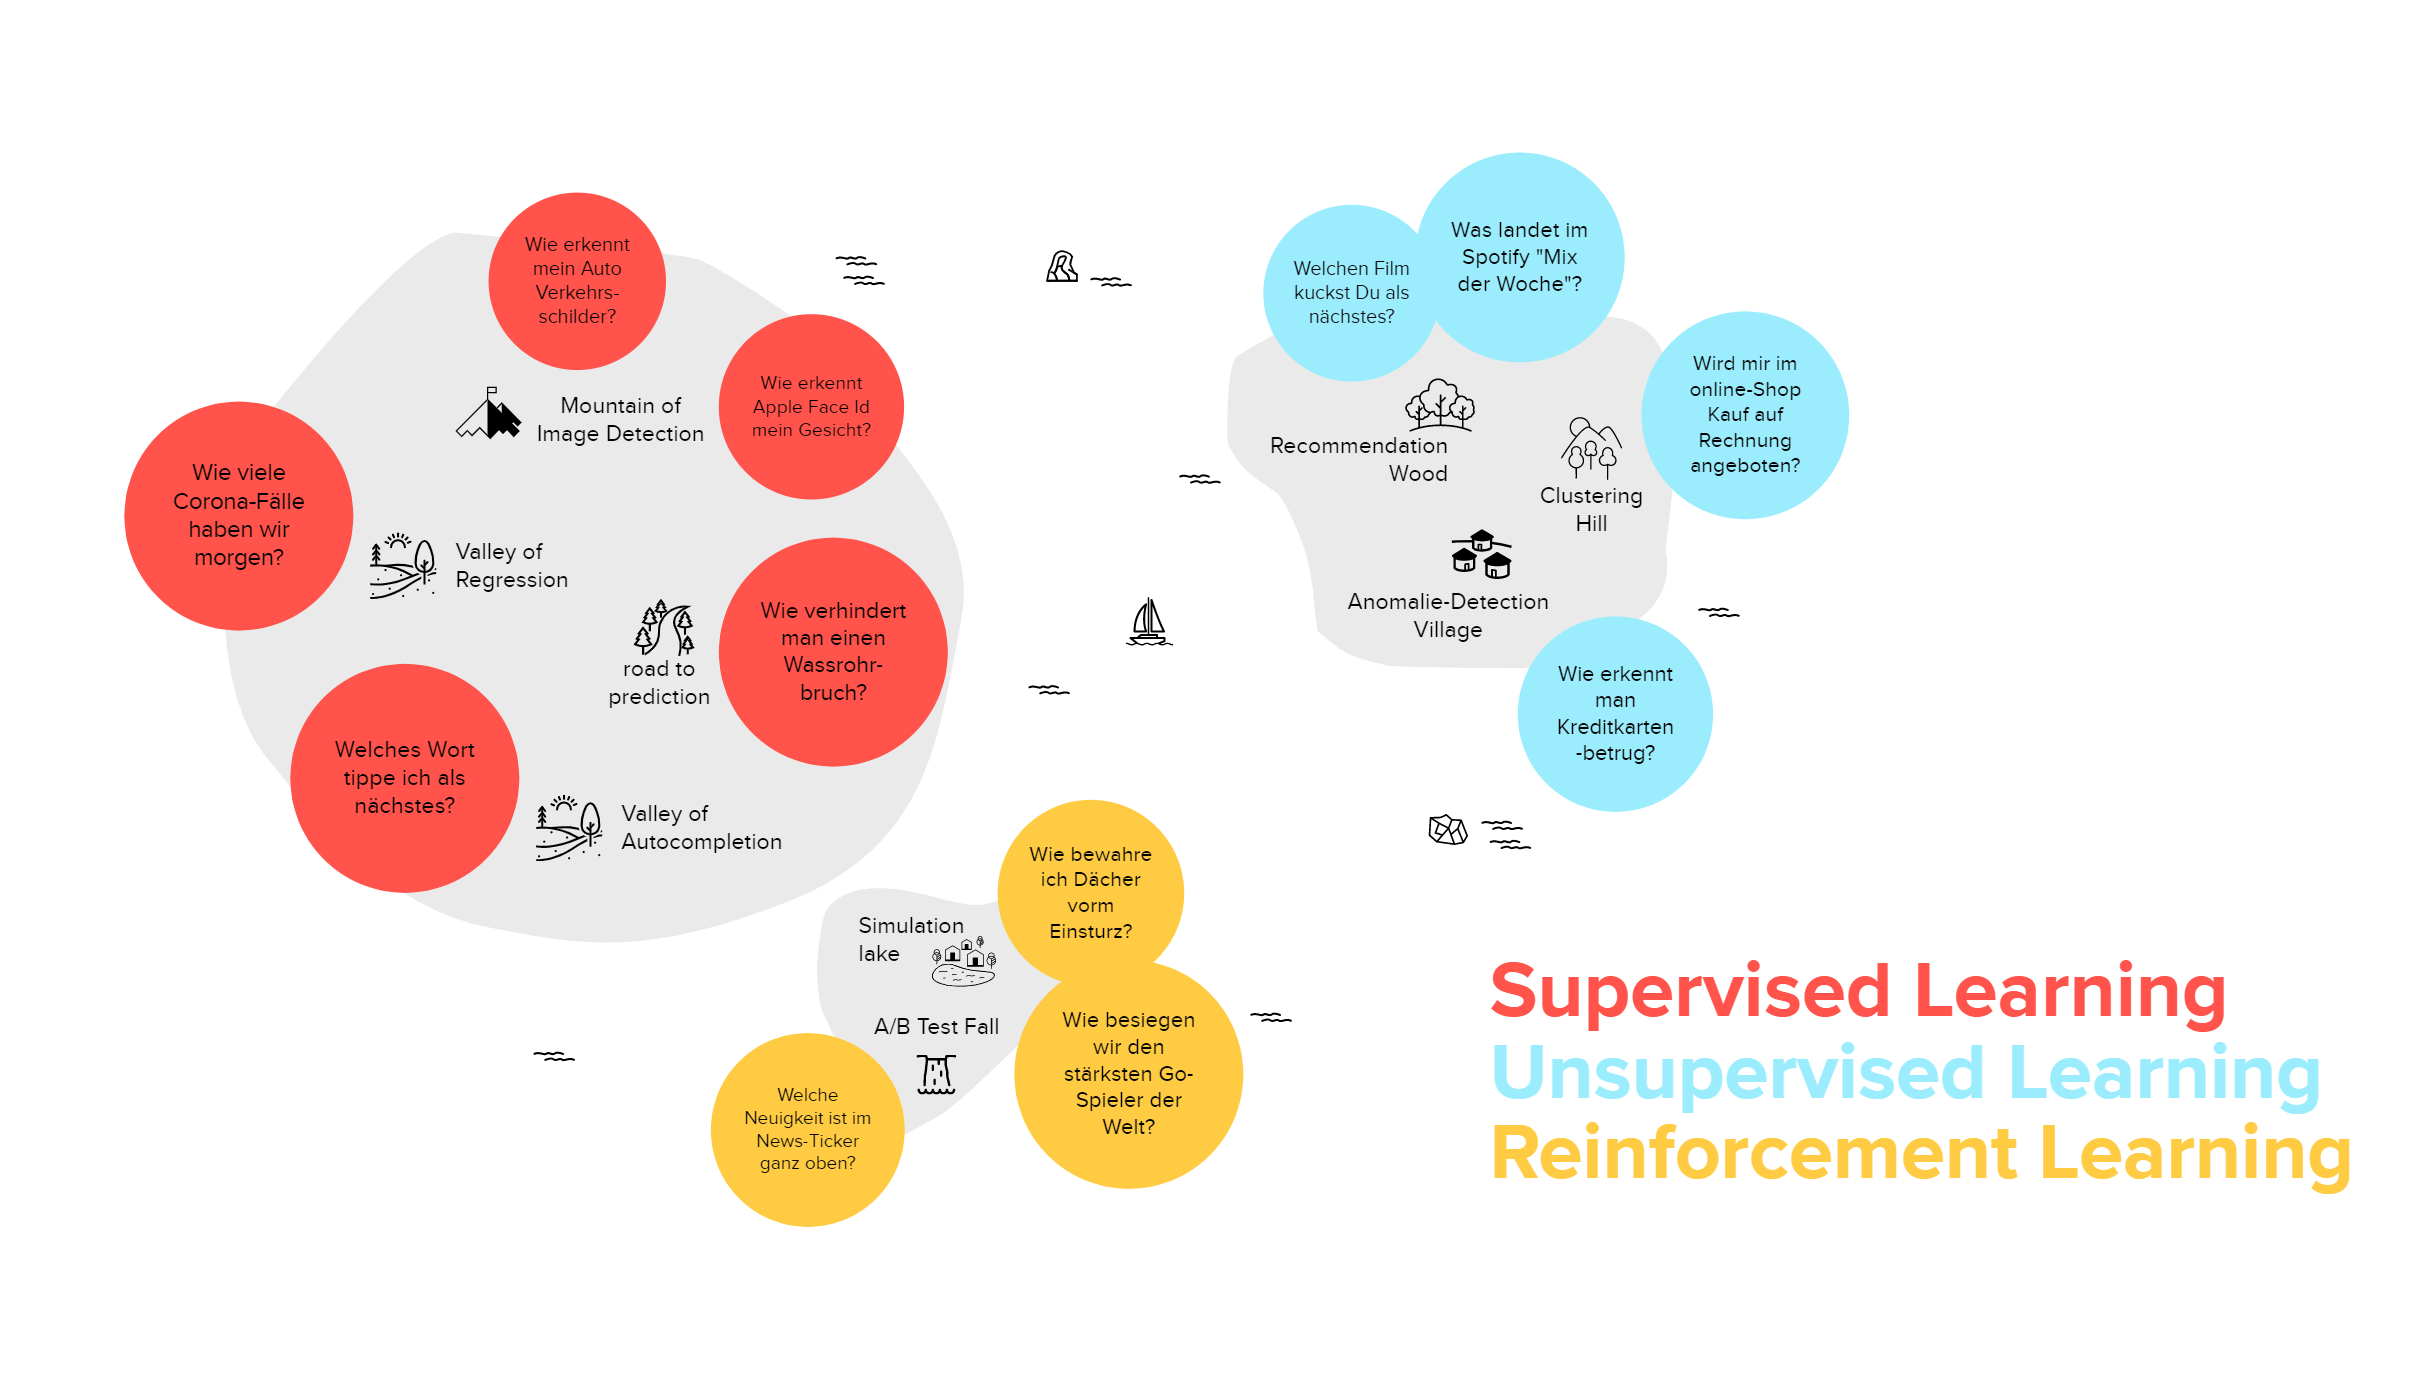 Wie erkennt
mein Auto
Verkehrs-
schilder?
Wie erkennt
Apple Face Id
mein Gesicht?
Mountain of
Image Detection
Wie viele
Corona-Fälle
haben wir
morgen?
Valley of
Regression
Wie verhindert
man einen
Wassrohr-
bruch?
road to
prediction
Welches Wort
tippe ich als
nächstes?
Valley of
Autocompletion
Welchen Film
kuckst Du als
nächstes?
Was landet im
Spotify "Mix
der Woche"?
Wird mir im
online-Shop
Kauf auf
Rechnung
angeboten?
Recommendation
Wood
Clustering
Hill
Anomalie-Detection
Village
Wie erkennt
man
Kreditkarten
-betrug?
Wie bewahre
ich Dächer
vorm
Einsturz?
Simulation
lake
A/B Test Fall
Wie besiegen
wir den
stärksten Go-
Spieler der
Welt?
Welche
Neuigkeit ist im
News-Ticker
ganz oben?
Supervised Learning
Unsupervised Learning
Reinforcement Learning